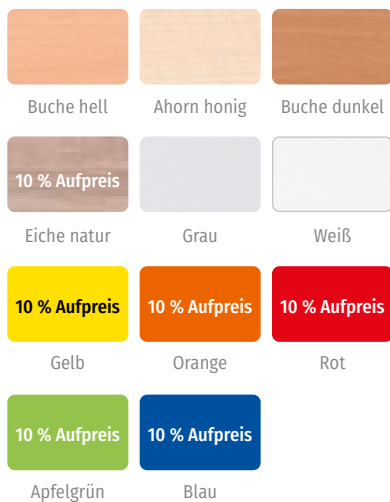 Buche hell
Ahorn honig
Buche dunkel
10 % Aufpreis
Eiche natur
Grau
Weiß
10 % Aufpreis
10 % Aufpreis
10 % Aufpreis
Gelb
Orange
Rot
10 % Aufpreis
10 % Aufpreis
Apfelgrün
Blau